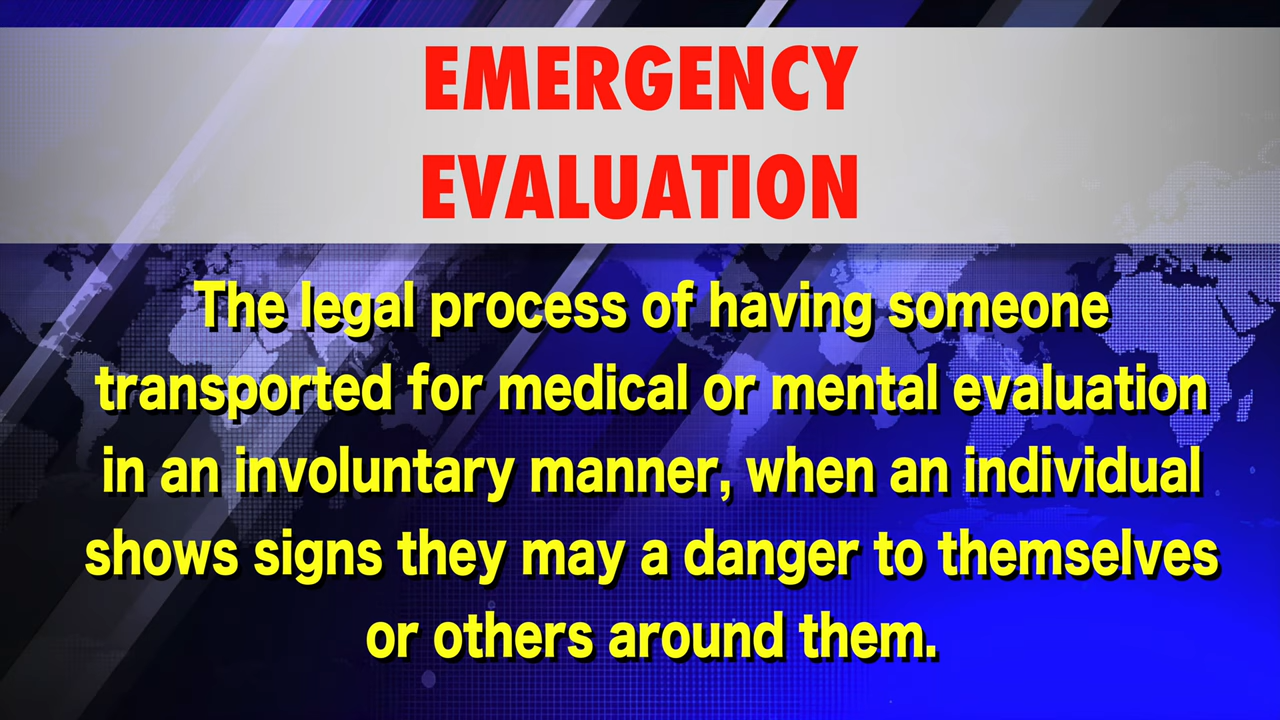 EMERGENCY
EVALUATION
The legal process of having someone
transported for medical or mental evaluation
in an involuntary manner, when an individual
shows signs they may a danger to themselves
or others around them.